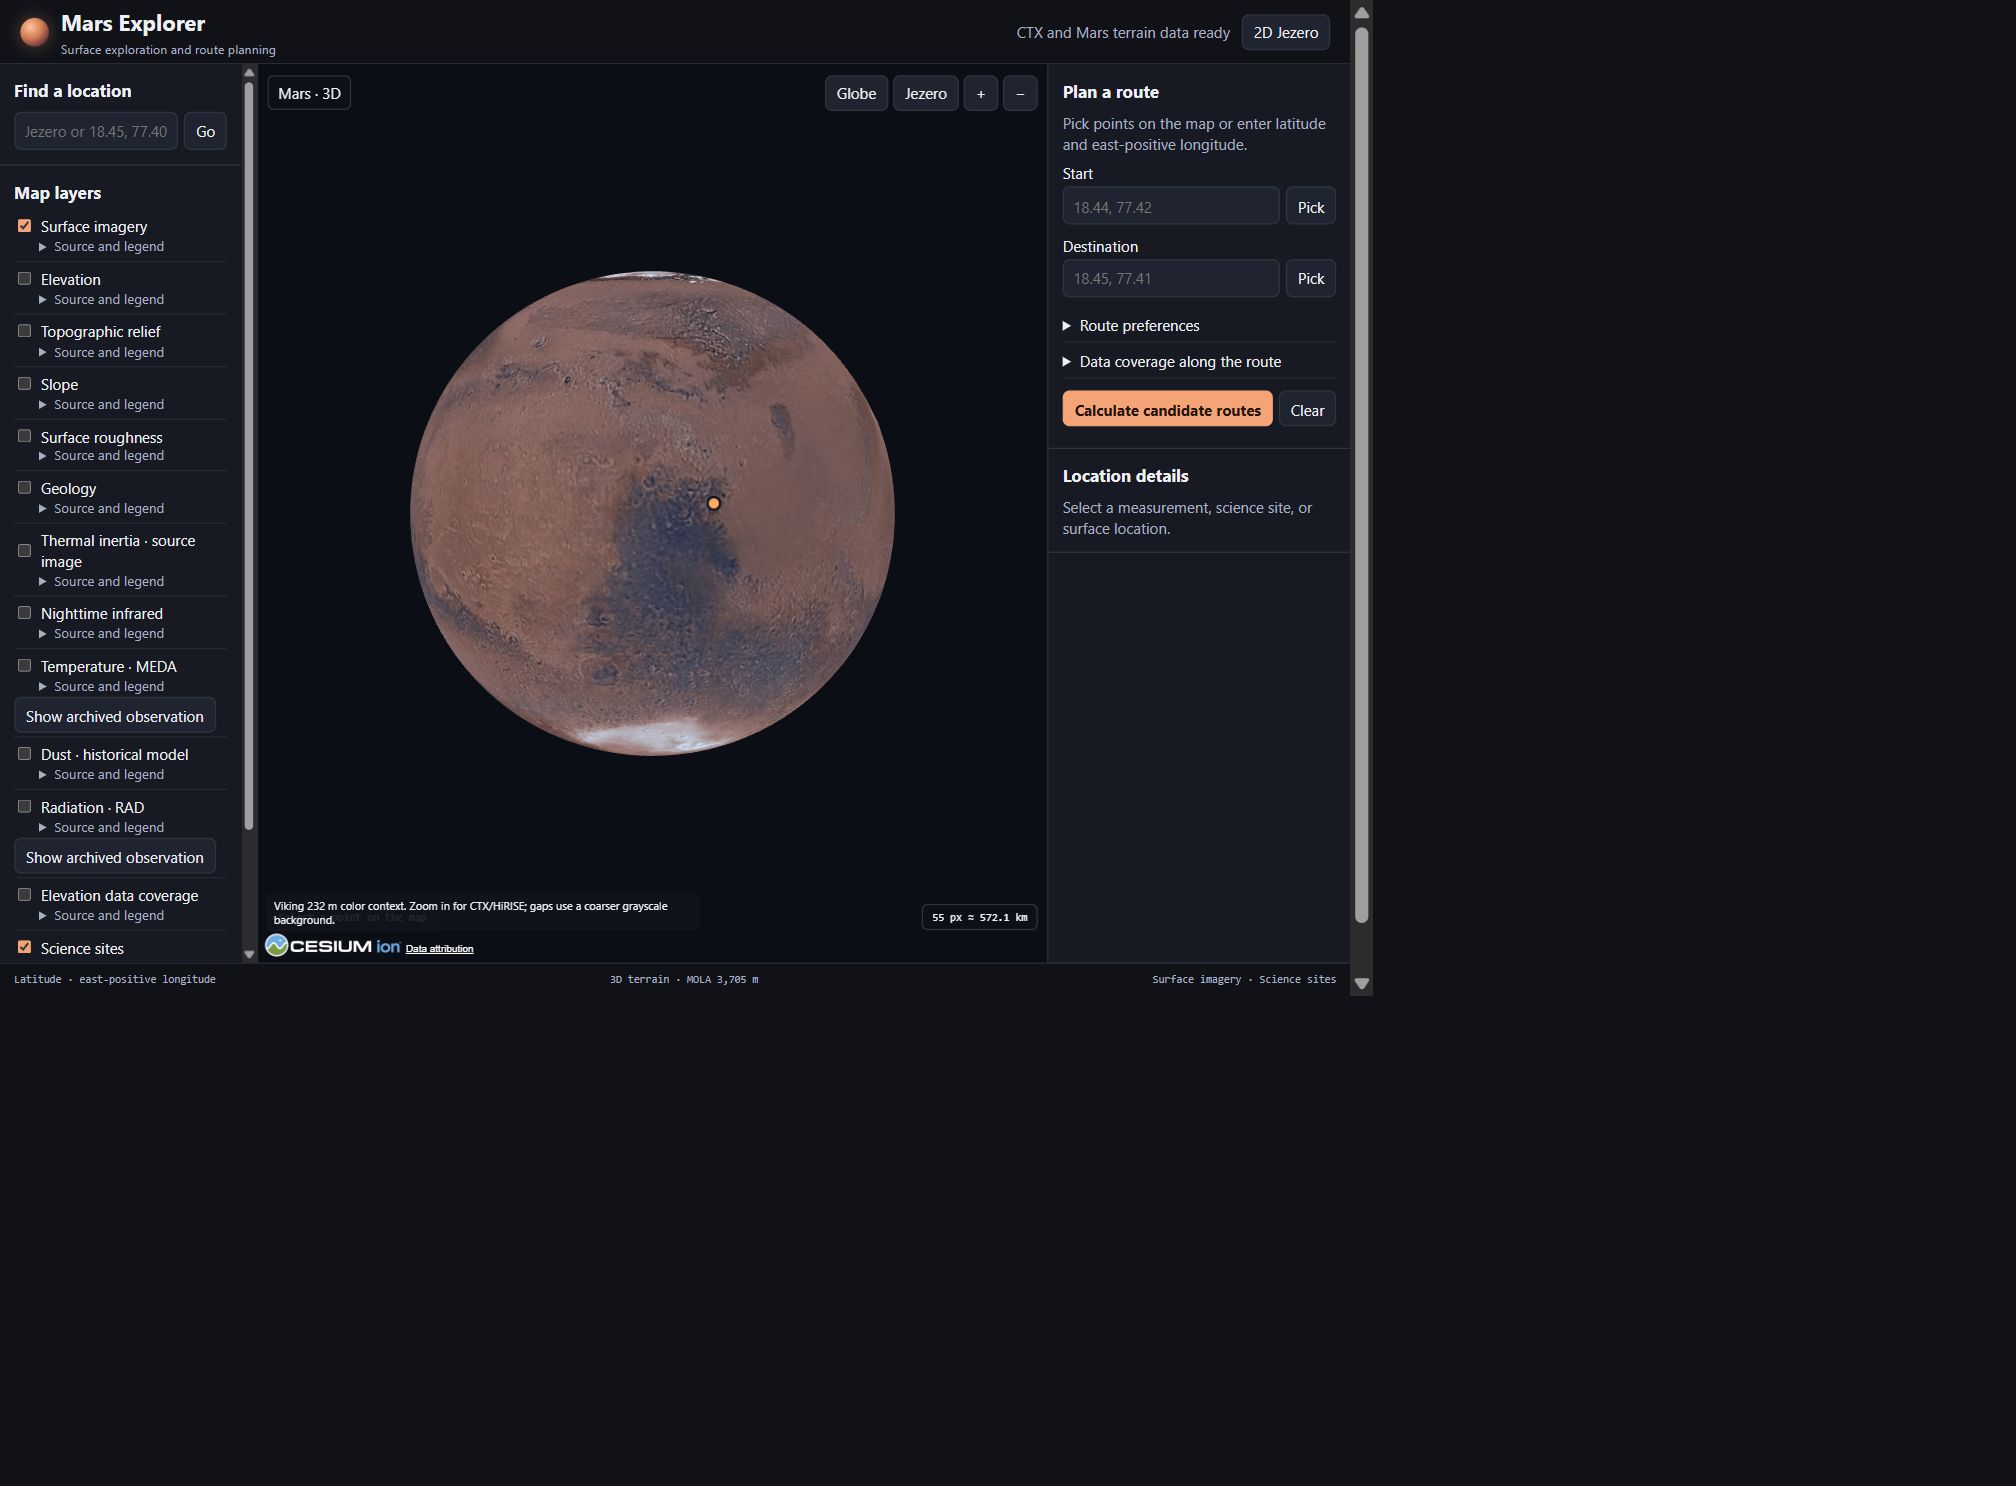 Mars Explorer
Surface exploration and route planning
CTX and Mars terrain data ready
2D Jezero
Find a location
Jezero or 18.45, 77.40
Go
Map layers
Surface imagery
Source and legend
Elevation
Source and legend
Topographic relief
Source and legend
Slope
Source and legend
Surface roughness
Source and legend
Geology
Source and legend
Thermal inertia · source
image
Source and legend
Nighttime infrared
Source and legend
Temperature · MEDA
Source and legend
Show archived observation
Dust · historical model
Source and legend
Radiation · RAD
Source and legend
Show archived observation
Elevation data coverage
Source and legend
Science sites
Mars · 3D
Globe
Jezero
+
−
Viking 232 m color context. Zoom in for CTX/HiRISE; gaps use a coarser grayscale
background. point on the map
CESIUM ion
Data attribution
55 px ≈ 572.1 km
Plan a route
Pick points on the map or enter latitude
and east-positive longitude.
Start
18.44, 77.42
Pick
Destination
18.45, 77.41
Pick
Route preferences
Data coverage along the route
Calculate candidate routes
Clear
Location details
Select a measurement, science site, or
surface location.
Latitude · east-positive longitude
3D terrain · MOLA 3,705 m
Surface imagery · Science sites